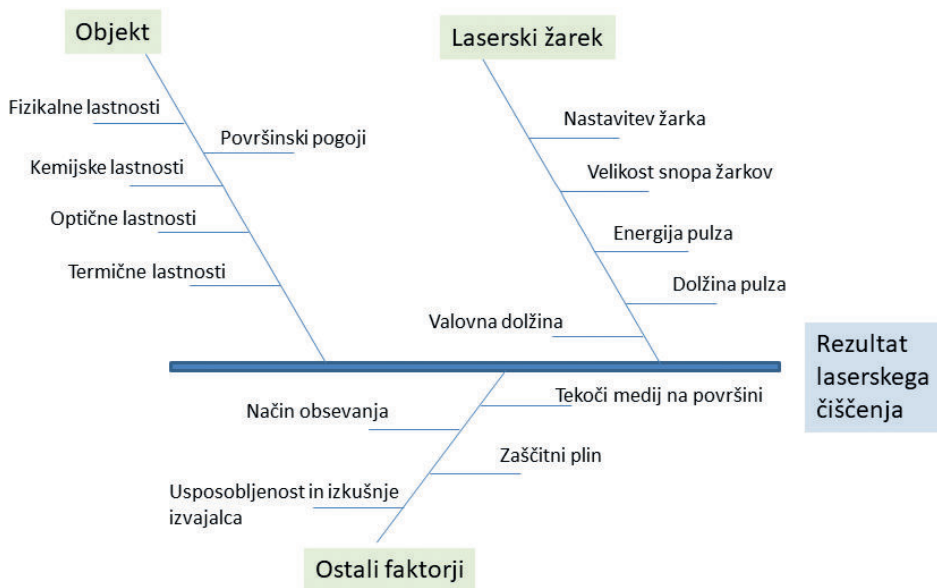 Objekt
Laserski žarek
Fizikalne lastnosti
Površinski pogoji
Kemijske lastnosti
Optične lastnosti
Termične lastnosti
Nastavitev žarka
Velikost snopa žarkov
Energija pulza
Dolžina pulza
Valovna dolžina
Rezultat
laserskega
čiščenja
Tekoči medij na površini
Način obsevanja
Zaščitni plin
Usposobljenost in izkušnje
izvajalca
Ostali faktorji